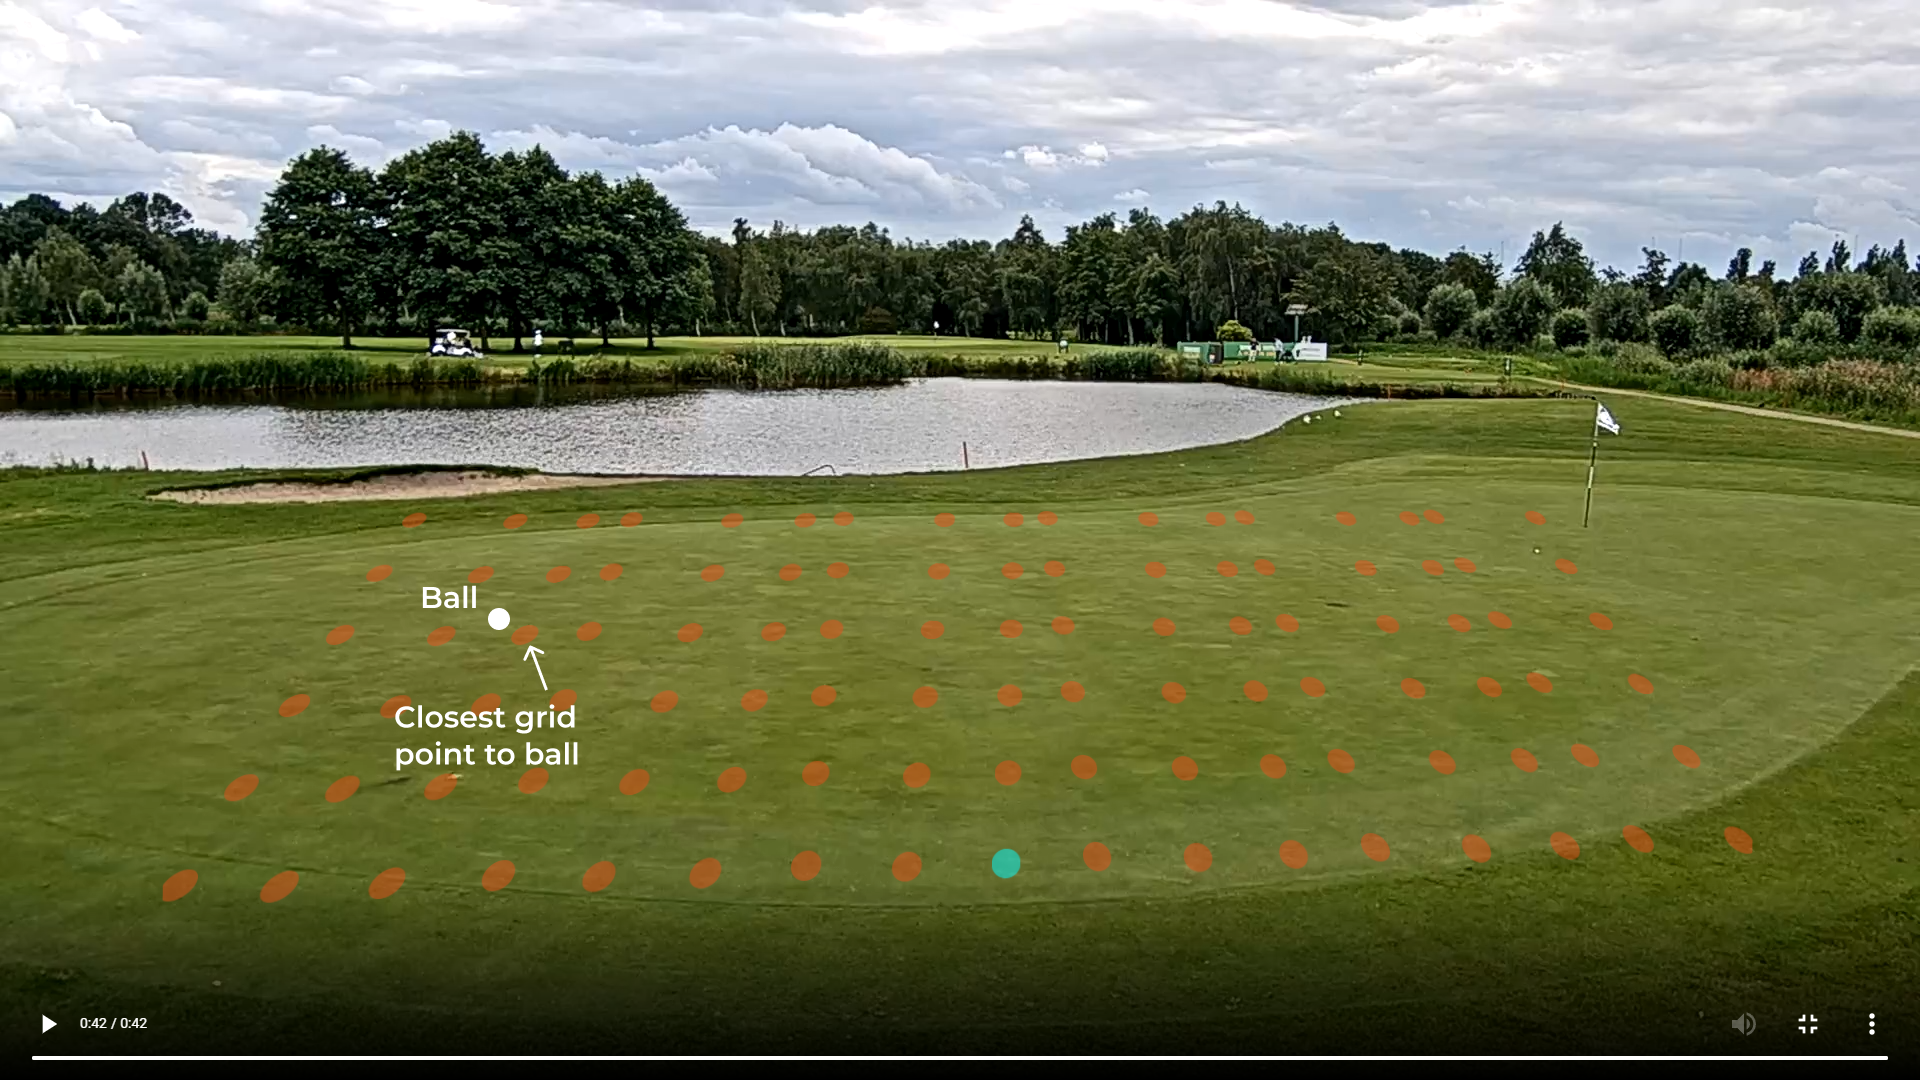 Ball
Closest grid
point to ball
0:42 / 0:42